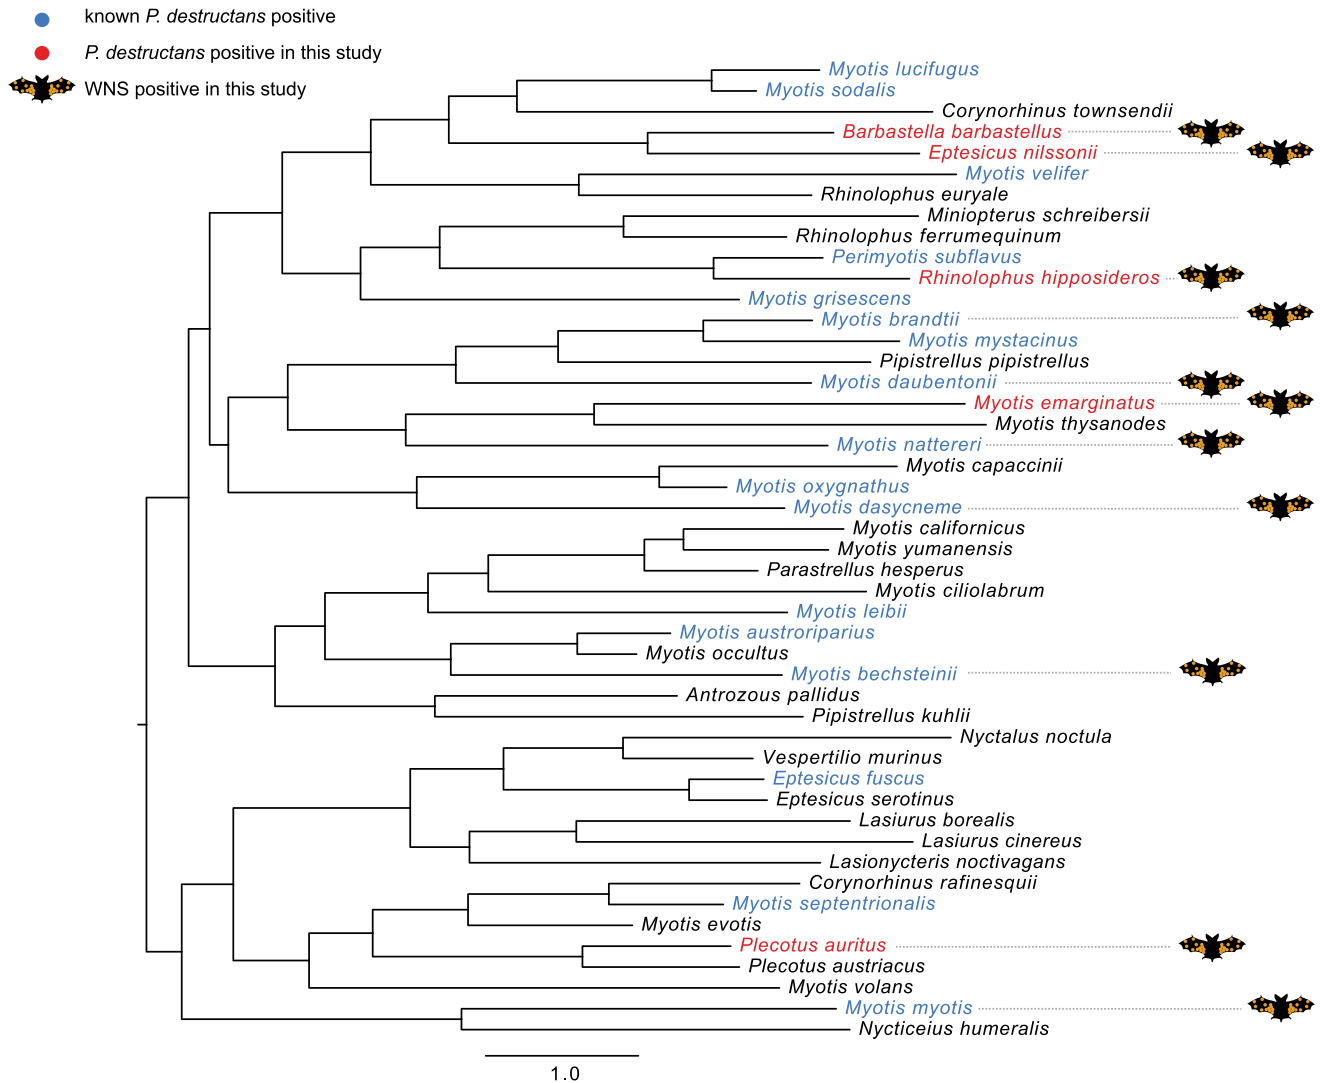 known P. destructans positive
P. destructans positive in this study
WNS positive in this study
Myotis lucifugus
Myotis sodalis
Corynorhinus townsendii
Barbastella barbastellus
Eptesicus nilssonii
Myotis velifer
Rhinolophus euryale
Miniopterus schreibersii
Rhinolophus ferrumequinum
Perimyotis subflavus
Rhinolophus hipposideros
Myotis grisescens
Myotis brandtii
Myotis mystacinus
Pipistrellus pipistrellus
Myotis daubentonii
Myotis emarginatus
Myotis thysanodes
Myotis nattereri
Myotis capaccinii
Myotis oxygnathus
Myotis dasycneme
Myotis californicus
Myotis yumanensis
Parastrellus hesperus
Myotis ciliolabrum
Myotis leibii
Myotis austroriparius
Myotis occultus
Myotis bechsteinii
Antrozous pallidus
Pipistrellus kuhlii
Nyctalus noctula
Vespertilio murinus
Eptesicus fuscus
Eptesicus serotinus
Lasiurus borealis
Lasiurus cinereus
Lasionycteris noctivagans
Corynorhinus rafinesquii
Myotis septentrionalis
Myotis evotis
Plecotus auritus
Plecotus austriacus
Myotis volans
Myotis myotis
Nycticeius humeralis
1.0